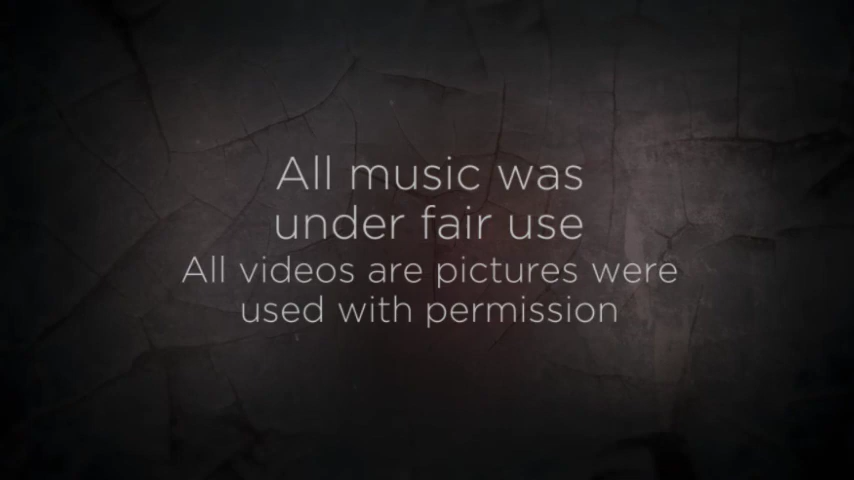 All music was
under fair use
All videos are pictures were
used with permission